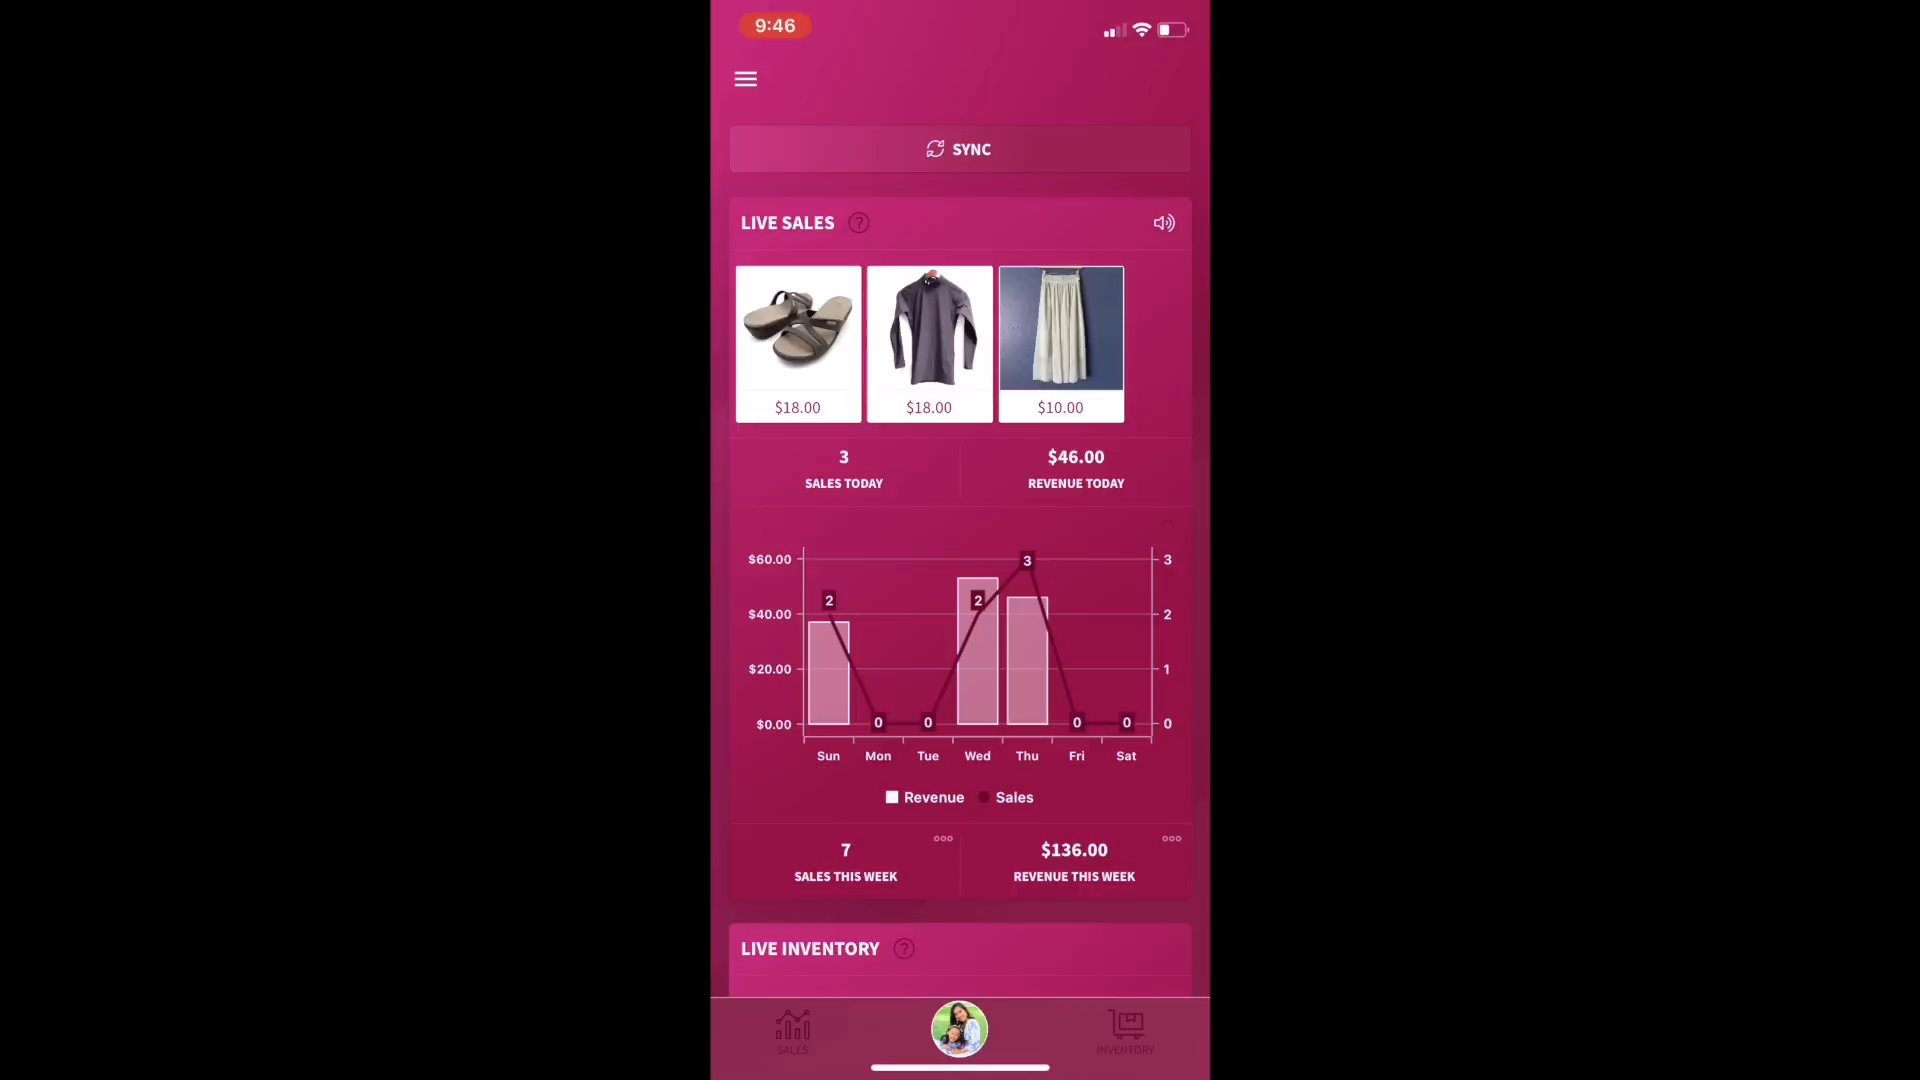 9:46
SYNC
LIVE SALES ?
$18.00 $18.00 $10.00
3 $46.00
SALES TODAY REVENUE TODAY
$60.00 3 3
2 2
$40.00 2
$20.00 1
$0.00 0 0 0 0 0
Sun Mon Tue Wed Thu Fri Sat
Revenue Sales
7 $136.00
SALES THIS WEEK REVENUE THIS WEEK
LIVE INVENTORY ?
SALES INVENTORY